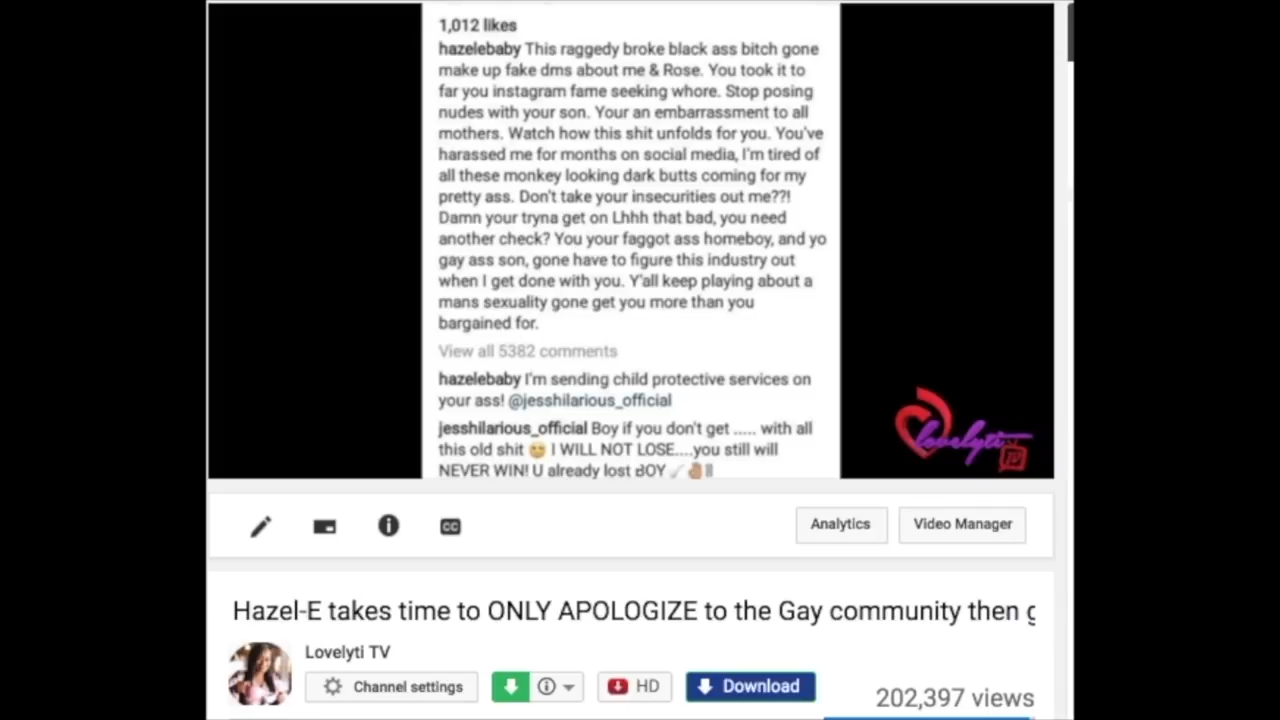 1,012 likes
hazelebaby This raggedy broke black ass bitch gone
make up fake dms about me & Rose. You took it to
far you instagram fame seeking whore. Stop posing
nudes with your son. Your an embarrassment to all
mothers. Watch how this shit unfolds for you. You've
harassed me for months on social media, I'm tired of
all these monkey looking dark butts coming for my
pretty ass. Don't take your insecurities out me??!
Damn your tryna get on Lhhh that bad, you need
another check? You your faggot ass homeboy, and yo
gay ass son, gone have to figure this industry out
when I get done with you. Y'all keep playing about a
mans sexuality gone get you more than you
bargained for.
View all 5382 comments
hazelebaby I'm sending child protective services on
your ass! @jesshilarious_official
jesshilarious_official Boy if you don't get ..... with all
this old shit 😁 I WILL NOT LOSE....you still will
NEVER WIN! U already lost BOY
lovelyti TV
CC
Analytics
Video Manager
Hazel-E takes time to ONLY APOLOGIZE to the Gay community then g
Lovelyti TV
Channel settings
HD
Download
202,397 views